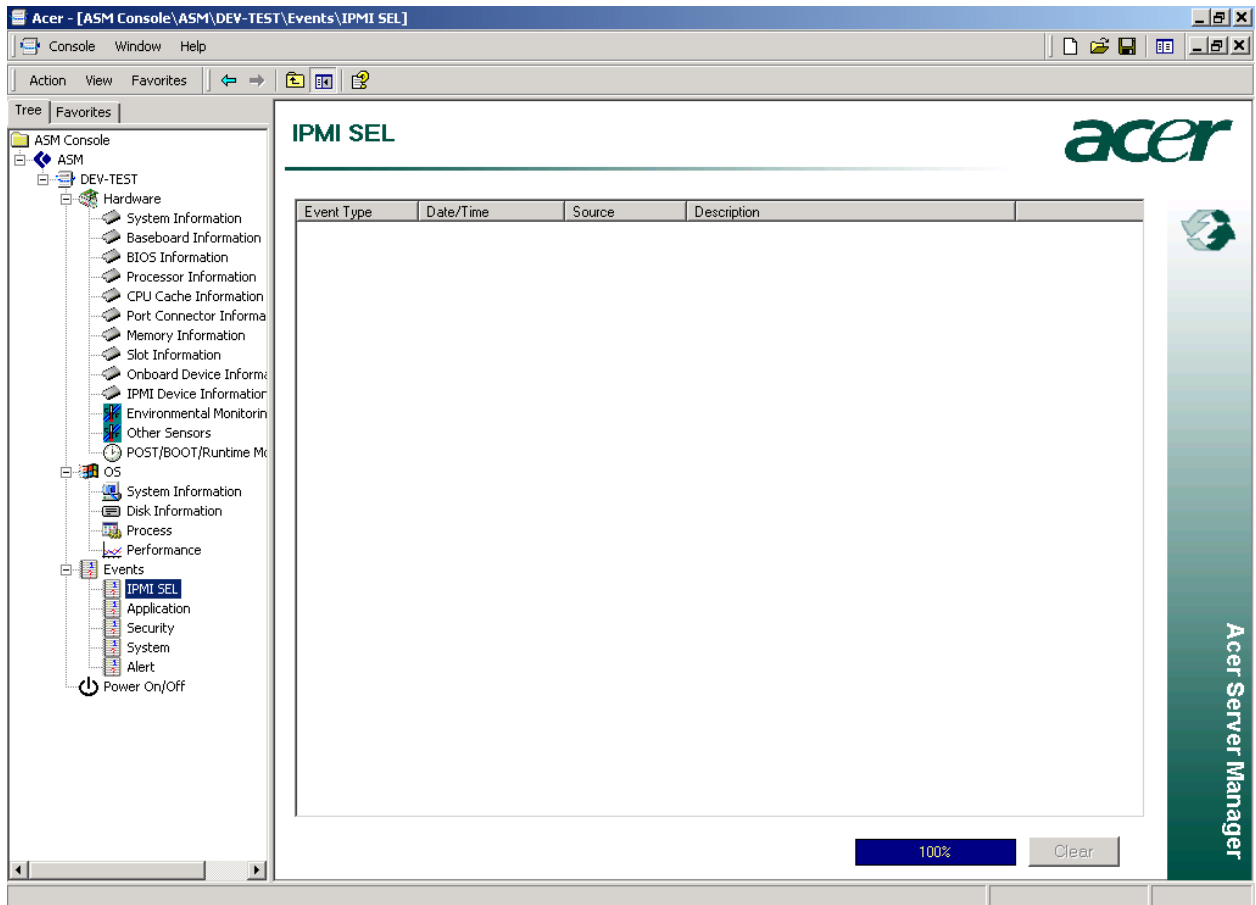 Acer - [ASM Console\ASM\DEV-TEST\Events\IPMI SEL]
Console Window Help
Action View Favorites
Tree Favorites
ASM Console
ASM
DEV-TEST
Hardware
System Information
Baseboard Information
BIOS Information
Processor Information
CPU Cache Information
Port Connector Informa
Memory Information
Slot Information
Onboard Device Informa
IPMI Device Information
Environmental Monitorin
Other Sensors
POST/BOOT/Runtime Mo
OS
System Information
Disk Information
Process
Performance
Events
IPMI SEL
Application
Security
System
Alert
Power On/Off
IPMI SEL
acer
Event Type Date/Time Source Description
100% Clear
Acer Server Manager